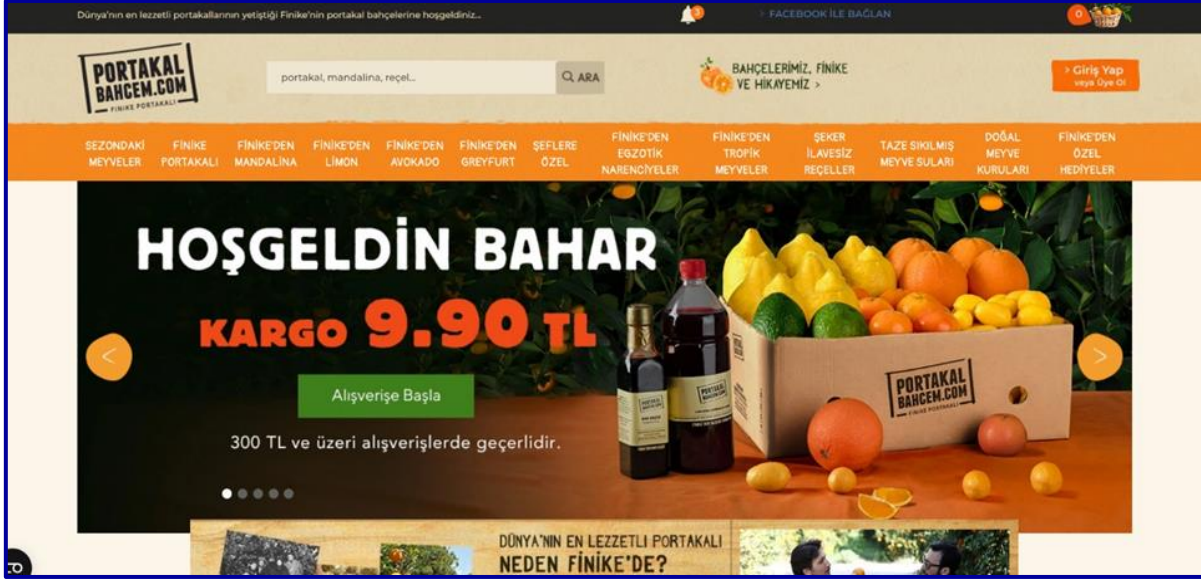 Dünya'nın en lezzetli portakallarının yetiştiği Finike'nin portakal bahçelerine hoşgeldiniz...
3
> FACEBOOK İLE BAĞLAN
0
PORTAKAL
BAHCEM.COM
FİNİKE PORTAKALI
portakal, mandalina, reçel...
ARA
BAHÇELERİMİZ, FİNİKE
VE HİKAYEMİZ >
> Giriş Yap
veya Üye Ol
SEZONDAKİ
MEYVELER
FİNİKE
PORTAKALI
FİNİKE'DEN
MANDALİNA
FİNİKE'DEN
LİMON
FİNİKE'DEN
AVOKADO
FİNİKE'DEN
GREYFURT
ŞEFLERE
ÖZEL
FİNİKE'DEN
EGZOTİK
NARENCİYELER
FİNİKE'DEN
TROPİK
MEYVELER
ŞEKER
İLAVESİZ
REÇELLER
TAZE SIKILMIŞ
MEYVE SULARI
DOĞAL
MEYVE
KURULARI
FİNİKE'DEN
ÖZEL
HEDİYELER
HOŞGELDİN BAHAR
KARGO 9.90 TL
Alışverişe Başla
300 TL ve üzeri alışverişlerde geçerlidir.
PORTAKAL
BAHCEM.COM
FİNİKE PORTAKALI
DÜNYA'NIN EN LEZZETLİ PORTAKALI
NEDEN FİNİKE'DE?